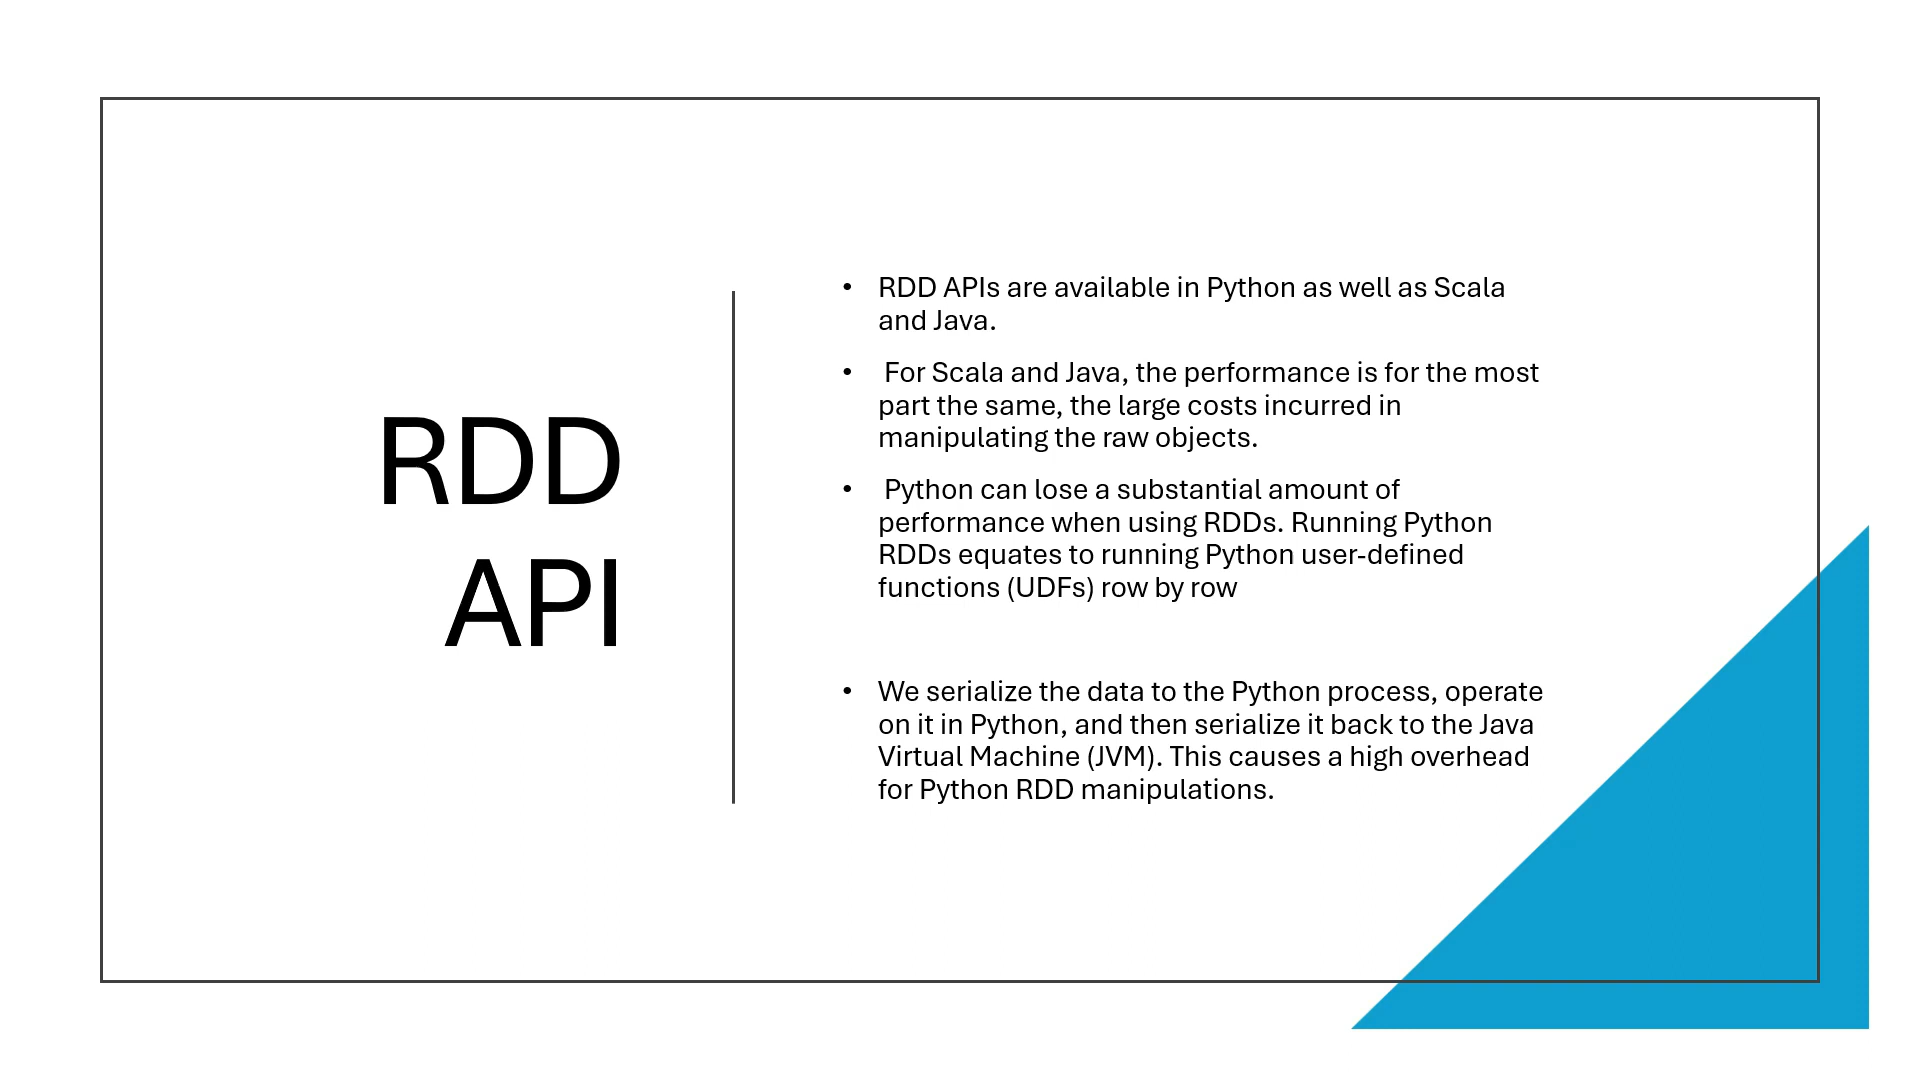 RDD
API
• RDD APIs are available in Python as well as Scala
and Java.
• For Scala and Java, the performance is for the most
part the same, the large costs incurred in
manipulating the raw objects.
• Python can lose a substantial amount of
performance when using RDDs. Running Python
RDDs equates to running Python user-defined
functions (UDFs) row by row
• We serialize the data to the Python process, operate
on it in Python, and then serialize it back to the Java
Virtual Machine (JVM). This causes a high overhead
for Python RDD manipulations.